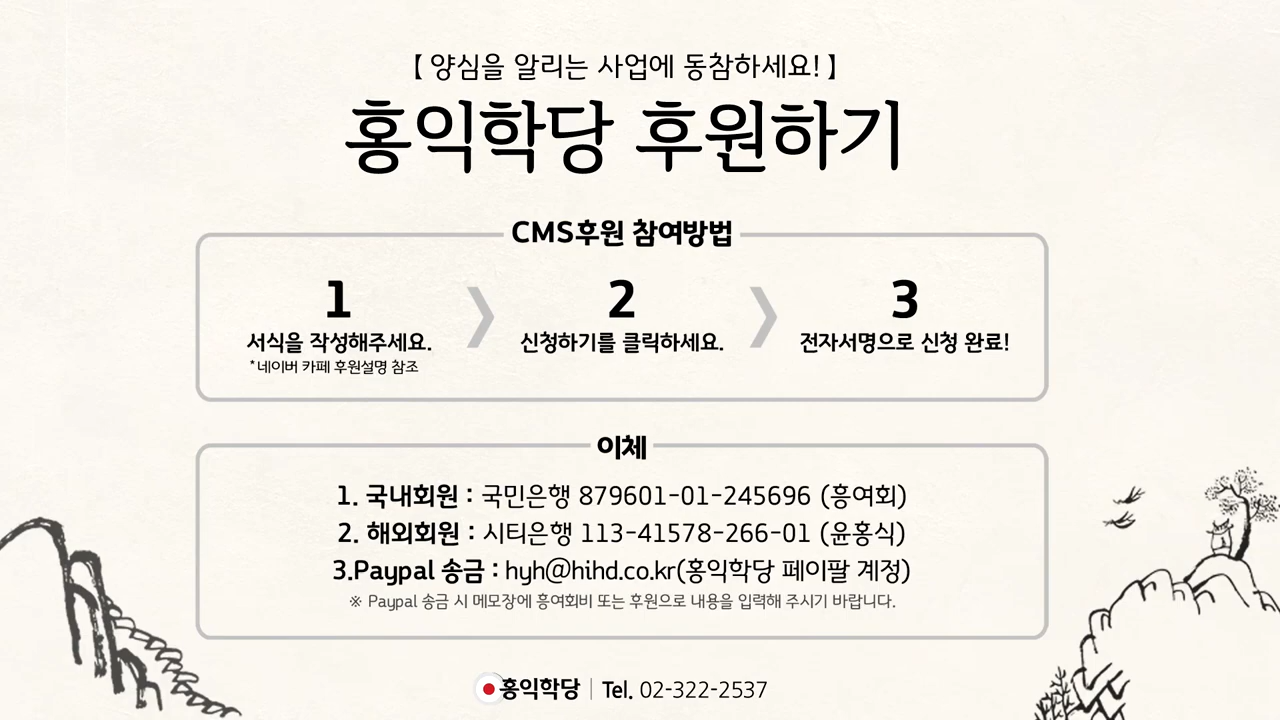 【 양심을 알리는 사업에 동참하세요! 】
홍익학당 후원하기
CMS후원 참여방법
1
서식을 작성해주세요.
*네이버 카페 후원설명 참조
2
신청하기를 클릭하세요.
3
전자서명으로 신청 완료!
이체
1. 국내회원 : 국민은행 879601-01-245696 (흥여회)
2. 해외회원 : 시티은행 113-41578-266-01 (윤홍식)
3.Paypal 송금 : hyh@hihd.co.kr(홍익학당 페이팔 계정)
※ Paypal 송금 시 메모장에 흥여회비 또는 후원으로 내용을 입력해 주시기 바랍니다.
홍익학당 | Tel. 02-322-2537